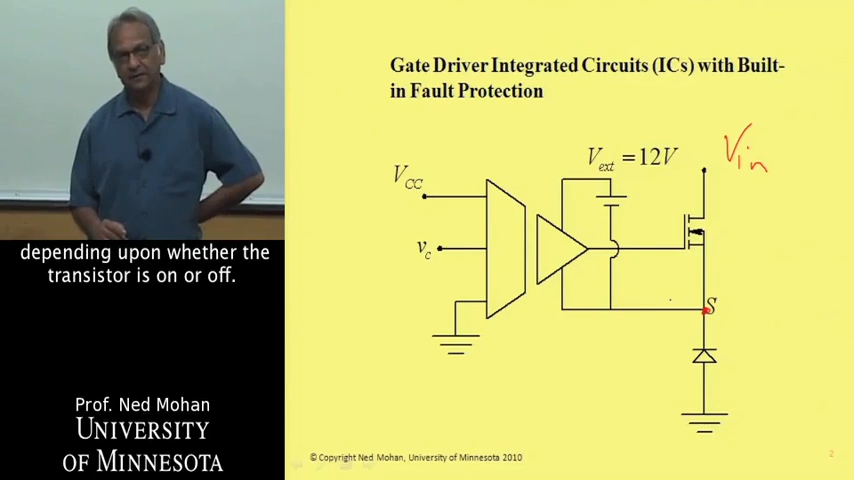 Gate Driver Integrated Circuits (ICs) with Built-
in Fault Protection
V_ext = 12V
V_in
V_CC
v_c
S
depending upon whether the
transistor is on or off.
Prof. Ned Mohan
UNIVERSITY
OF MINNESOTA
© Copyright Ned Mohan, University of Minnesota 2010
2